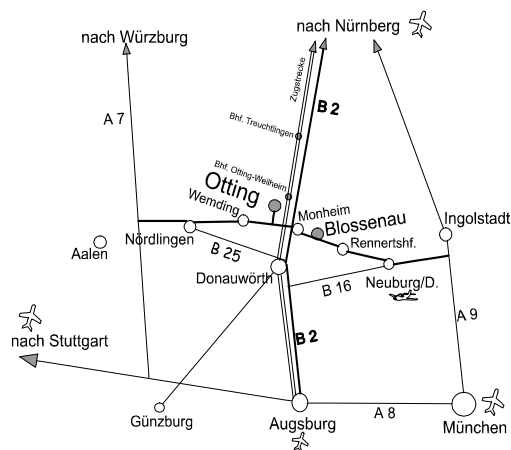 nach Nürnberg
nach Würzburg
Zugstrecke
B 2
A 7
Bhf. Treuchtlingen
Bhf. Otting-Weilheim
Otting
Wemding
Monheim
Blossenau
Ingolstadt
Nördlingen
Rennertshf.
Aalen
B 25
Donauwörth
Neuburg/D.
B 16
A 9
nach Stuttgart
B 2
Günzburg
Augsburg
A 8
München